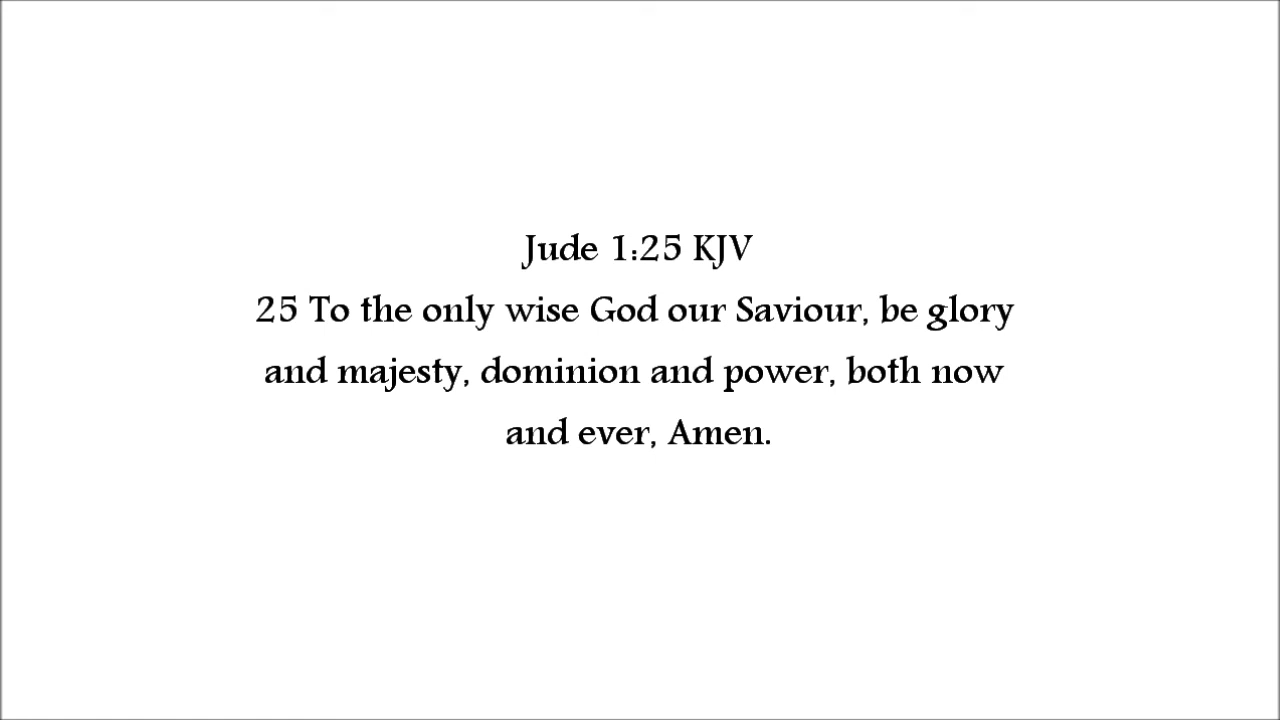 Jude 1:25 KJV
25 To the only wise God our Saviour, be glory
and majesty, dominion and power, both now
and ever, Amen.